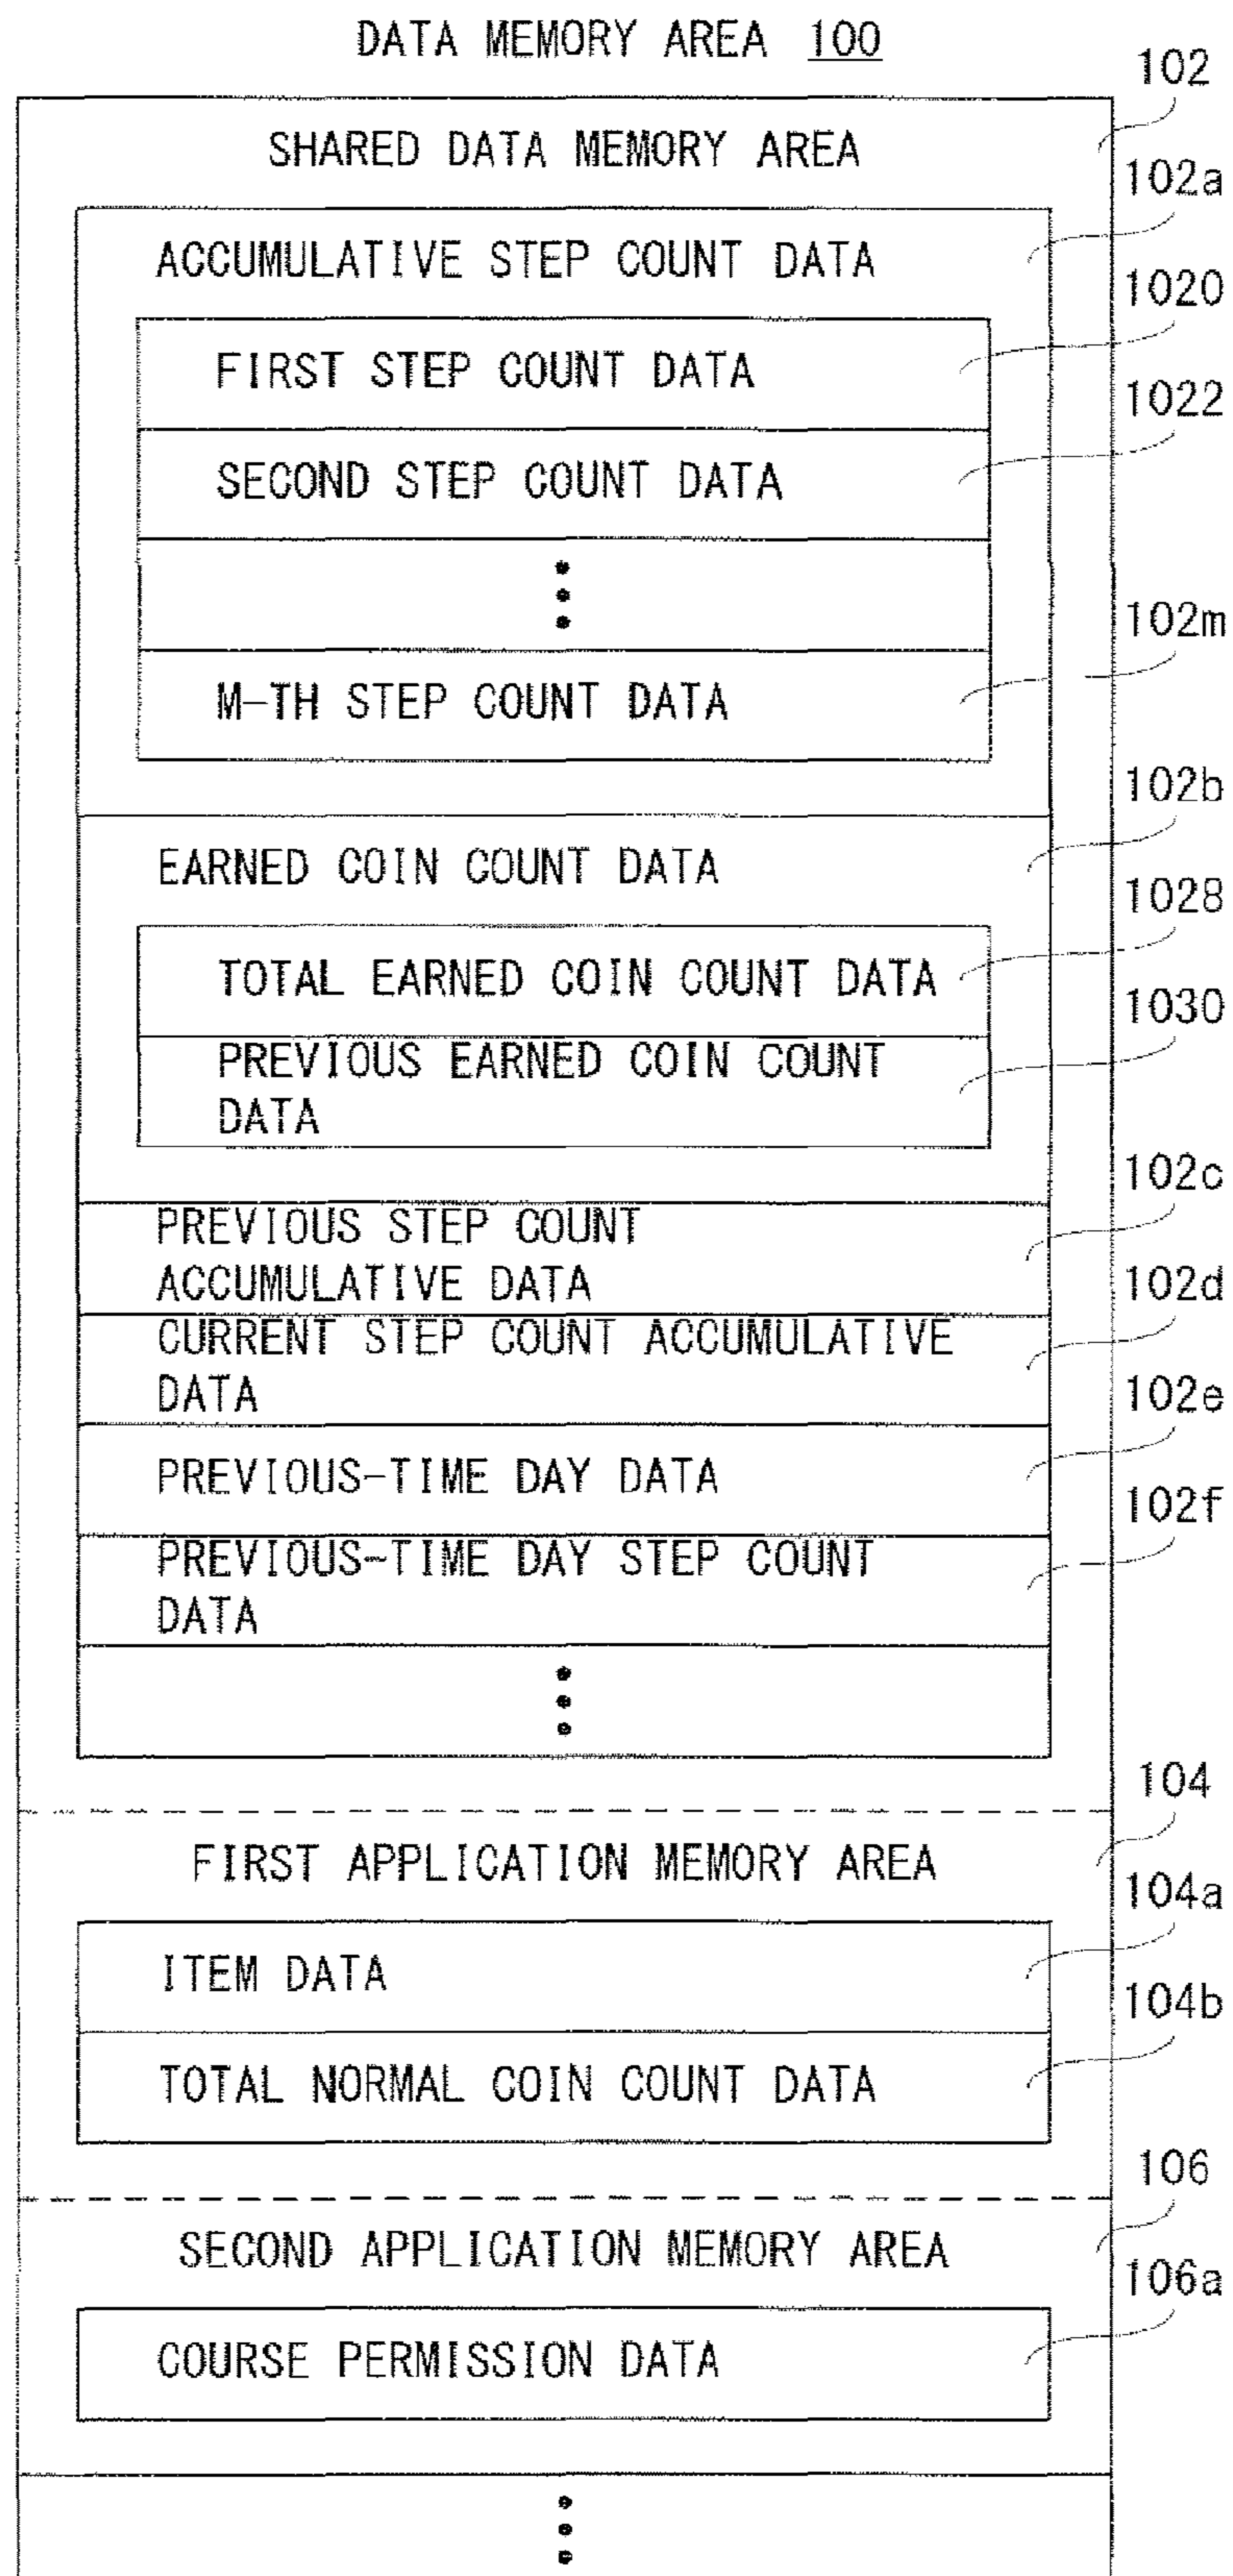 DATA MEMORY AREA 100
102
SHARED DATA MEMORY AREA
102a
ACCUMULATIVE STEP COUNT DATA
1020
FIRST STEP COUNT DATA
1022
SECOND STEP COUNT DATA
102m
M-TH STEP COUNT DATA
102b
EARNED COIN COUNT DATA
1028
TOTAL EARNED COIN COUNT DATA
1030
PREVIOUS EARNED COIN COUNT
DATA
102c
PREVIOUS STEP COUNT
ACCUMULATIVE DATA
102d
CURRENT STEP COUNT ACCUMULATIVE
DATA
102e
PREVIOUS-TIME DAY DATA
102f
PREVIOUS-TIME DAY STEP COUNT
DATA
104
FIRST APPLICATION MEMORY AREA
104a
ITEM DATA
104b
TOTAL NORMAL COIN COUNT DATA
106
SECOND APPLICATION MEMORY AREA
106a
COURSE PERMISSION DATA